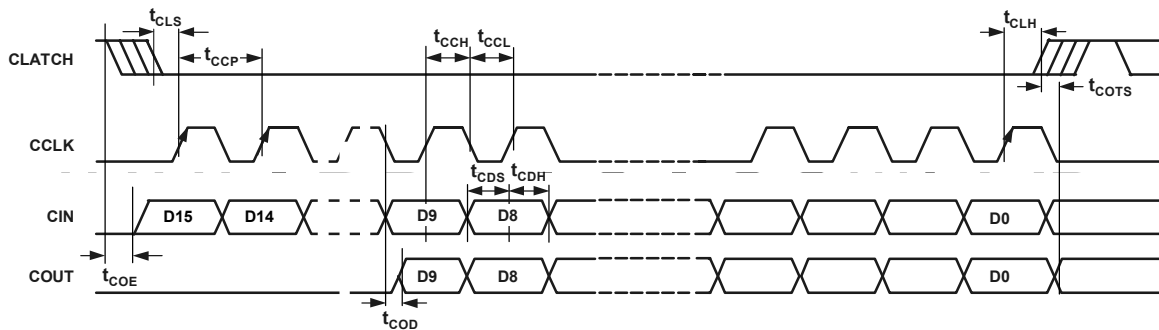 tCLS
tCCP
tCCH
tCCL
tCLH
CLATCH
tCOTS
CCLK
tCDS
tCDH
CIN
D15
D14
D9
D8
D0
tCOE
COUT
D9
D8
D0
tCOD